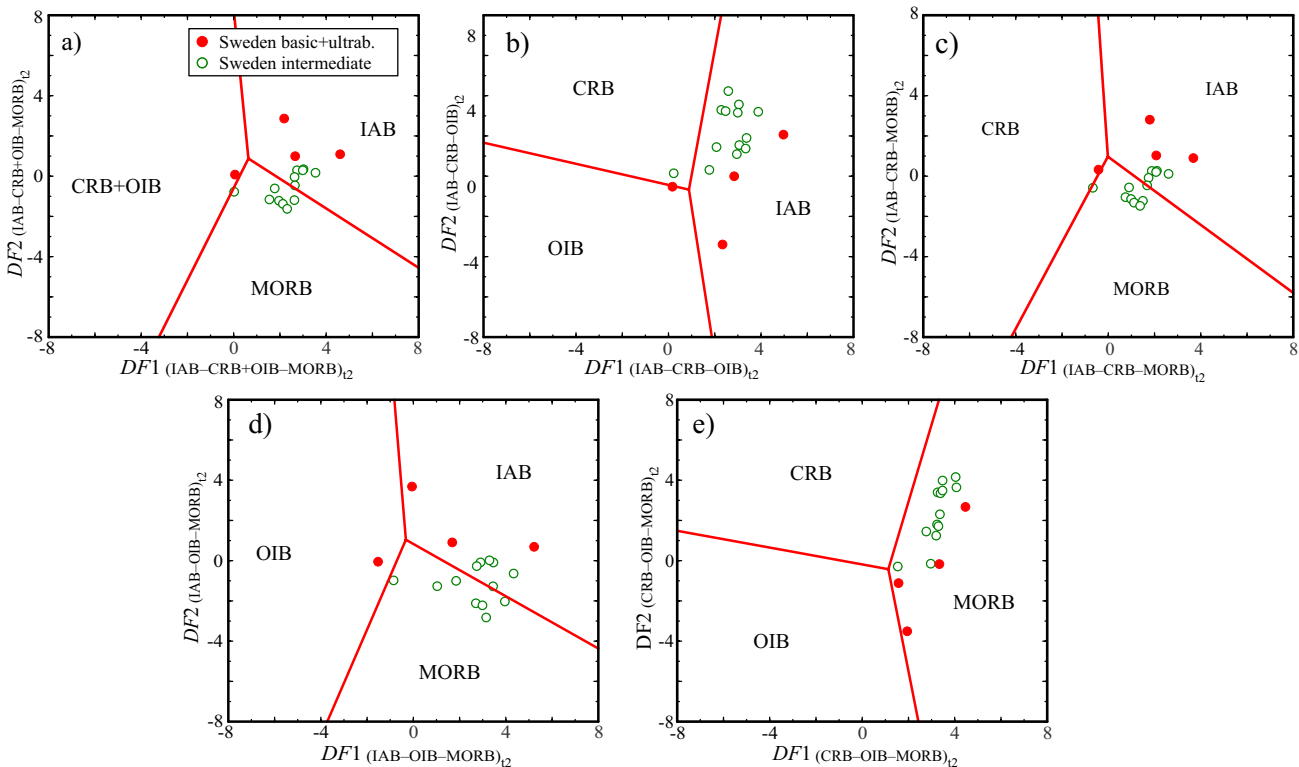 a)
Sweden basic+ultrab.
Sweden intermediate
IAB
CRB+OIB
MORB
8
4
0
-4
-8
-8
-4
0
4
8
DF2 (IAB–CRB+OIB–MORB)t2
DF1 (IAB–CRB+OIB–MORB)t2
b)
CRB
IAB
OIB
8
4
0
-4
-8
-8
-4
0
4
8
DF2 (IAB–CRB–OIB)t2
DF1 (IAB–CRB–OIB)t2
c)
IAB
CRB
MORB
8
4
0
-4
-8
-8
-4
0
4
8
DF2 (IAB–CRB–MORB)t2
DF1 (IAB–CRB–MORB)t2
d)
IAB
OIB
MORB
8
4
0
-4
-8
-8
-4
0
4
8
DF2 (IAB–OIB–MORB)t2
DF1 (IAB–OIB–MORB)t2
e)
CRB
MORB
OIB
8
4
0
-4
-8
-8
-4
0
4
8
DF2 (CRB–OIB–MORB)t2
DF1 (CRB–OIB–MORB)t2